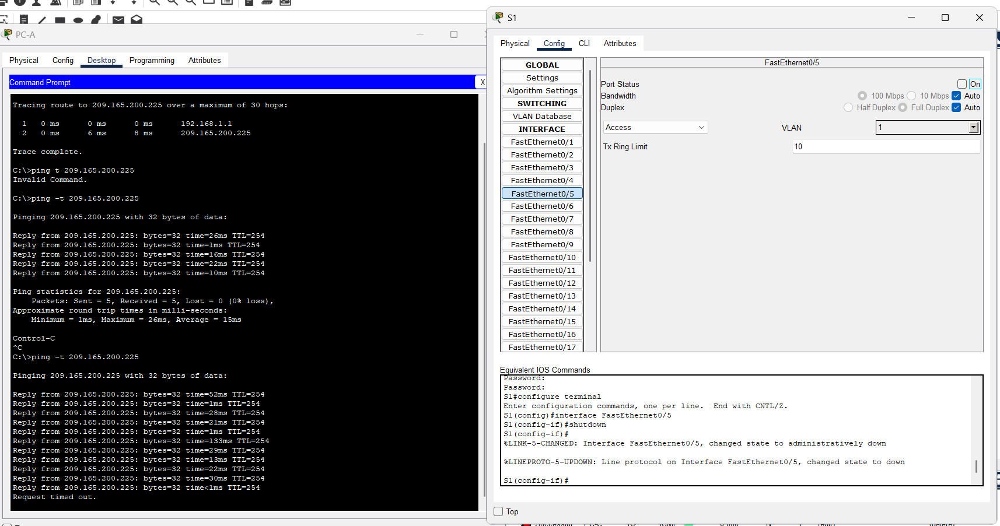 PC-A
Physical Config Desktop Programming Attributes
Command Prompt X
Tracing route to 209.165.200.225 over a maximum of 30 hops:
1 0 ms 0 ms 0 ms 192.168.1.1
2 0 ms 6 ms 8 ms 209.165.200.225
Trace complete.
C:\>ping t 209.165.200.225
Invalid Command.
C:\>ping -t 209.165.200.225
Pinging 209.165.200.225 with 32 bytes of data:
Reply from 209.165.200.225: bytes=32 time=26ms TTL=254
Reply from 209.165.200.225: bytes=32 time=1ms TTL=254
Reply from 209.165.200.225: bytes=32 time=16ms TTL=254
Reply from 209.165.200.225: bytes=32 time=22ms TTL=254
Reply from 209.165.200.225: bytes=32 time=10ms TTL=254
Ping statistics for 209.165.200.225:
Packets: Sent = 5, Received = 5, Lost = 0 (0% loss),
Approximate round trip times in milli-seconds:
Minimum = 1ms, Maximum = 26ms, Average = 15ms
Control-C
^C
C:\>ping -t 209.165.200.225
Pinging 209.165.200.225 with 32 bytes of data:
Reply from 209.165.200.225: bytes=32 time=52ms TTL=254
Reply from 209.165.200.225: bytes=32 time=1ms TTL=254
Reply from 209.165.200.225: bytes=32 time=28ms TTL=254
Reply from 209.165.200.225: bytes=32 time=21ms TTL=254
Reply from 209.165.200.225: bytes=32 time=1ms TTL=254
Reply from 209.165.200.225: bytes=32 time=133ms TTL=254
Reply from 209.165.200.225: bytes=32 time=29ms TTL=254
Reply from 209.165.200.225: bytes=32 time=13ms TTL=254
Reply from 209.165.200.225: bytes=32 time=22ms TTL=254
Reply from 209.165.200.225: bytes=32 time=30ms TTL=254
Reply from 209.165.200.225: bytes=32 time<1ms TTL=254
Request timed out.
S1
Physical Config CLI Attributes
GLOBAL
Settings
Algorithm Settings
SWITCHING
VLAN Database
INTERFACE
FastEthernet0/1
FastEthernet0/2
FastEthernet0/3
FastEthernet0/4
FastEthernet0/5
FastEthernet0/6
FastEthernet0/7
FastEthernet0/8
FastEthernet0/9
FastEthernet0/10
FastEthernet0/11
FastEthernet0/12
FastEthernet0/13
FastEthernet0/14
FastEthernet0/15
FastEthernet0/16
FastEthernet0/17
FastEthernet0/5
Port Status On
Bandwidth 100 Mbps 10 Mbps Auto
Duplex Half Duplex Full Duplex Auto
Access VLAN 1
Tx Ring Limit 10
Equivalent IOS Commands
Password:
Password:
S1#configure terminal
Enter configuration commands, one per line. End with CNTL/Z.
S1(config)#interface FastEthernet0/5
S1(config-if)#shutdown
S1(config-if)#
%LINK-5-CHANGED: Interface FastEthernet0/5, changed state to administratively down
%LINEPROTO-5-UPDOWN: Line protocol on Interface FastEthernet0/5, changed state to down
S1(config-if)#
Top